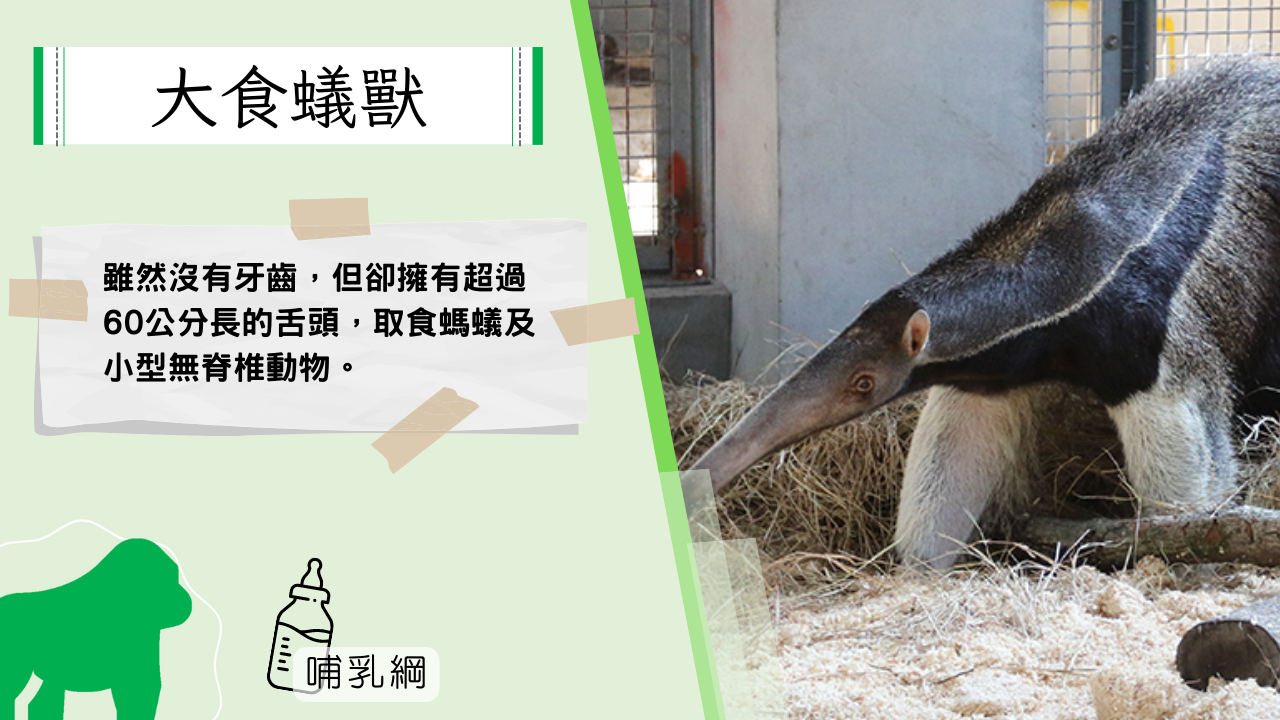 大食蟻獸
雖然沒有牙齒，但卻擁有超過
60公分長的舌頭，取食螞蟻及
小型無脊椎動物。
哺乳綱